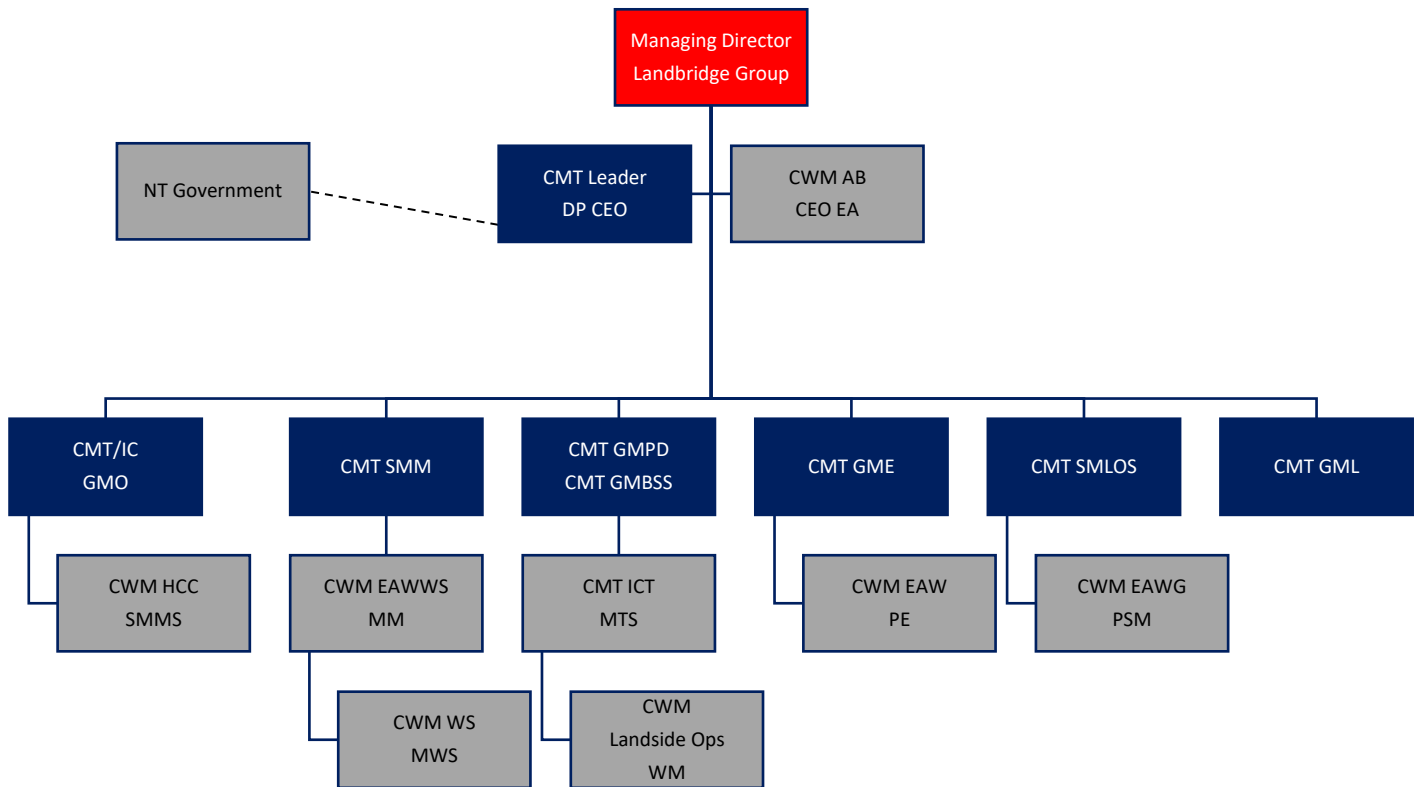 Managing Director
Landbridge Group
NT Government
CMT Leader
DP CEO
CWM AB
CEO EA
CMT/IC
GMO
CMT SMM
CMT GMPD
CMT GMBSS
CMT GME
CMT SMLOS
CMT GML
CWM HCC
SMMS
CWM EAWWS
MM
CMT ICT
MTS
CWM EAW
PE
CWM EAWG
PSM
CWM WS
MWS
CWM
Landside Ops
WM